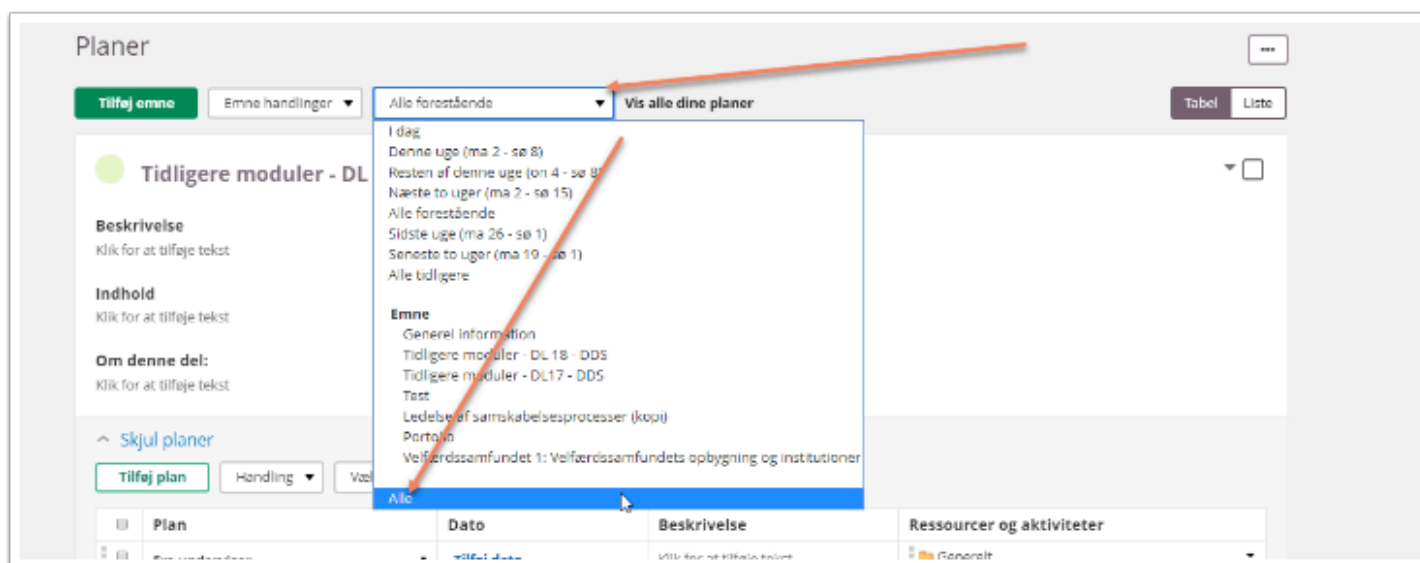 Planer
Tilføj emne
Emne handlinger
Alle forestående
Vis alle dine planer
Tabel
Liste
I dag
Denne uge (ma 2 - sø 8)
Resten af denne uge (on 4 - sø 8)
Næste to uger (ma 2 - sø 15)
Alle forestående
Sidste uge (ma 26 - sø 1)
Seneste to uger (ma 19 - sø 1)
Alle tidligere
Emne
Generel information
Tidligere moduler - DL 18 - DDS
Tidligere moduler - DL17 - DDS
Test
Ledelse af samskabelsesprocesser (kopi)
Portfolio
Velfærdssamfundet 1: Velfærdssamfundets opbygning og institutioner
Alle
Tidligere moduler - DL
Beskrivelse
Klik for at tilføje tekst
Indhold
Klik for at tilføje tekst
Om denne del:
Klik for at tilføje tekst
Skjul planer
Tilføj plan
Handling
Væl
Plan
Dato
Beskrivelse
Ressourcer og aktiviteter
Tilføj dato
Klik for at tilføje tekst
Generelt